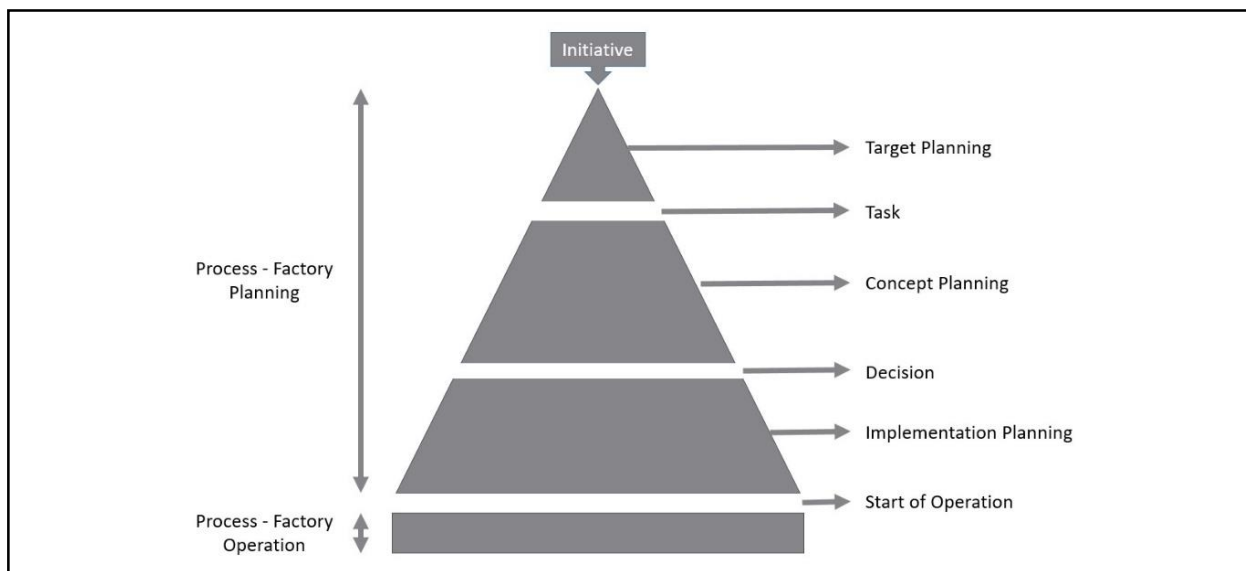 Initiative
Target Planning
Task
Process - Factory
Planning
Concept Planning
Decision
Implementation Planning
Start of Operation
Process - Factory
Operation